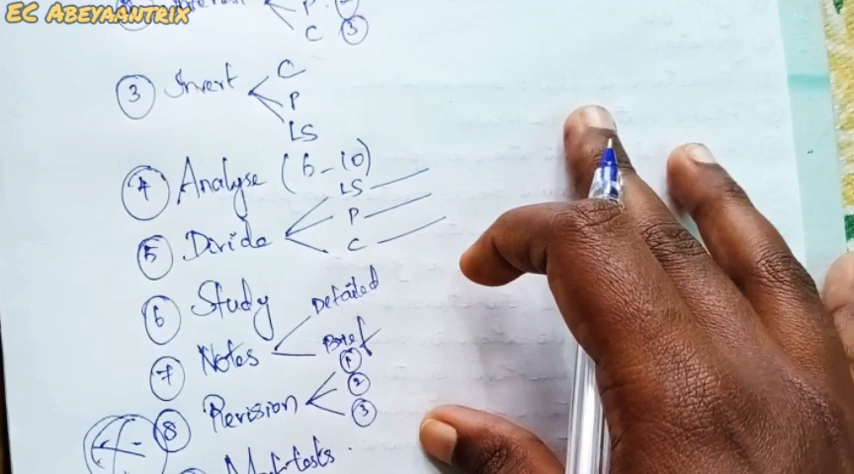 EC ABEYAANTRIX
P
C ③
③ Invert C
P
LS
④ Analyse (6-10)
⑤ Divide LS
P
C
⑥ Study
⑦ Notes Detailed
Brief
⑧ Revision ①
②
③